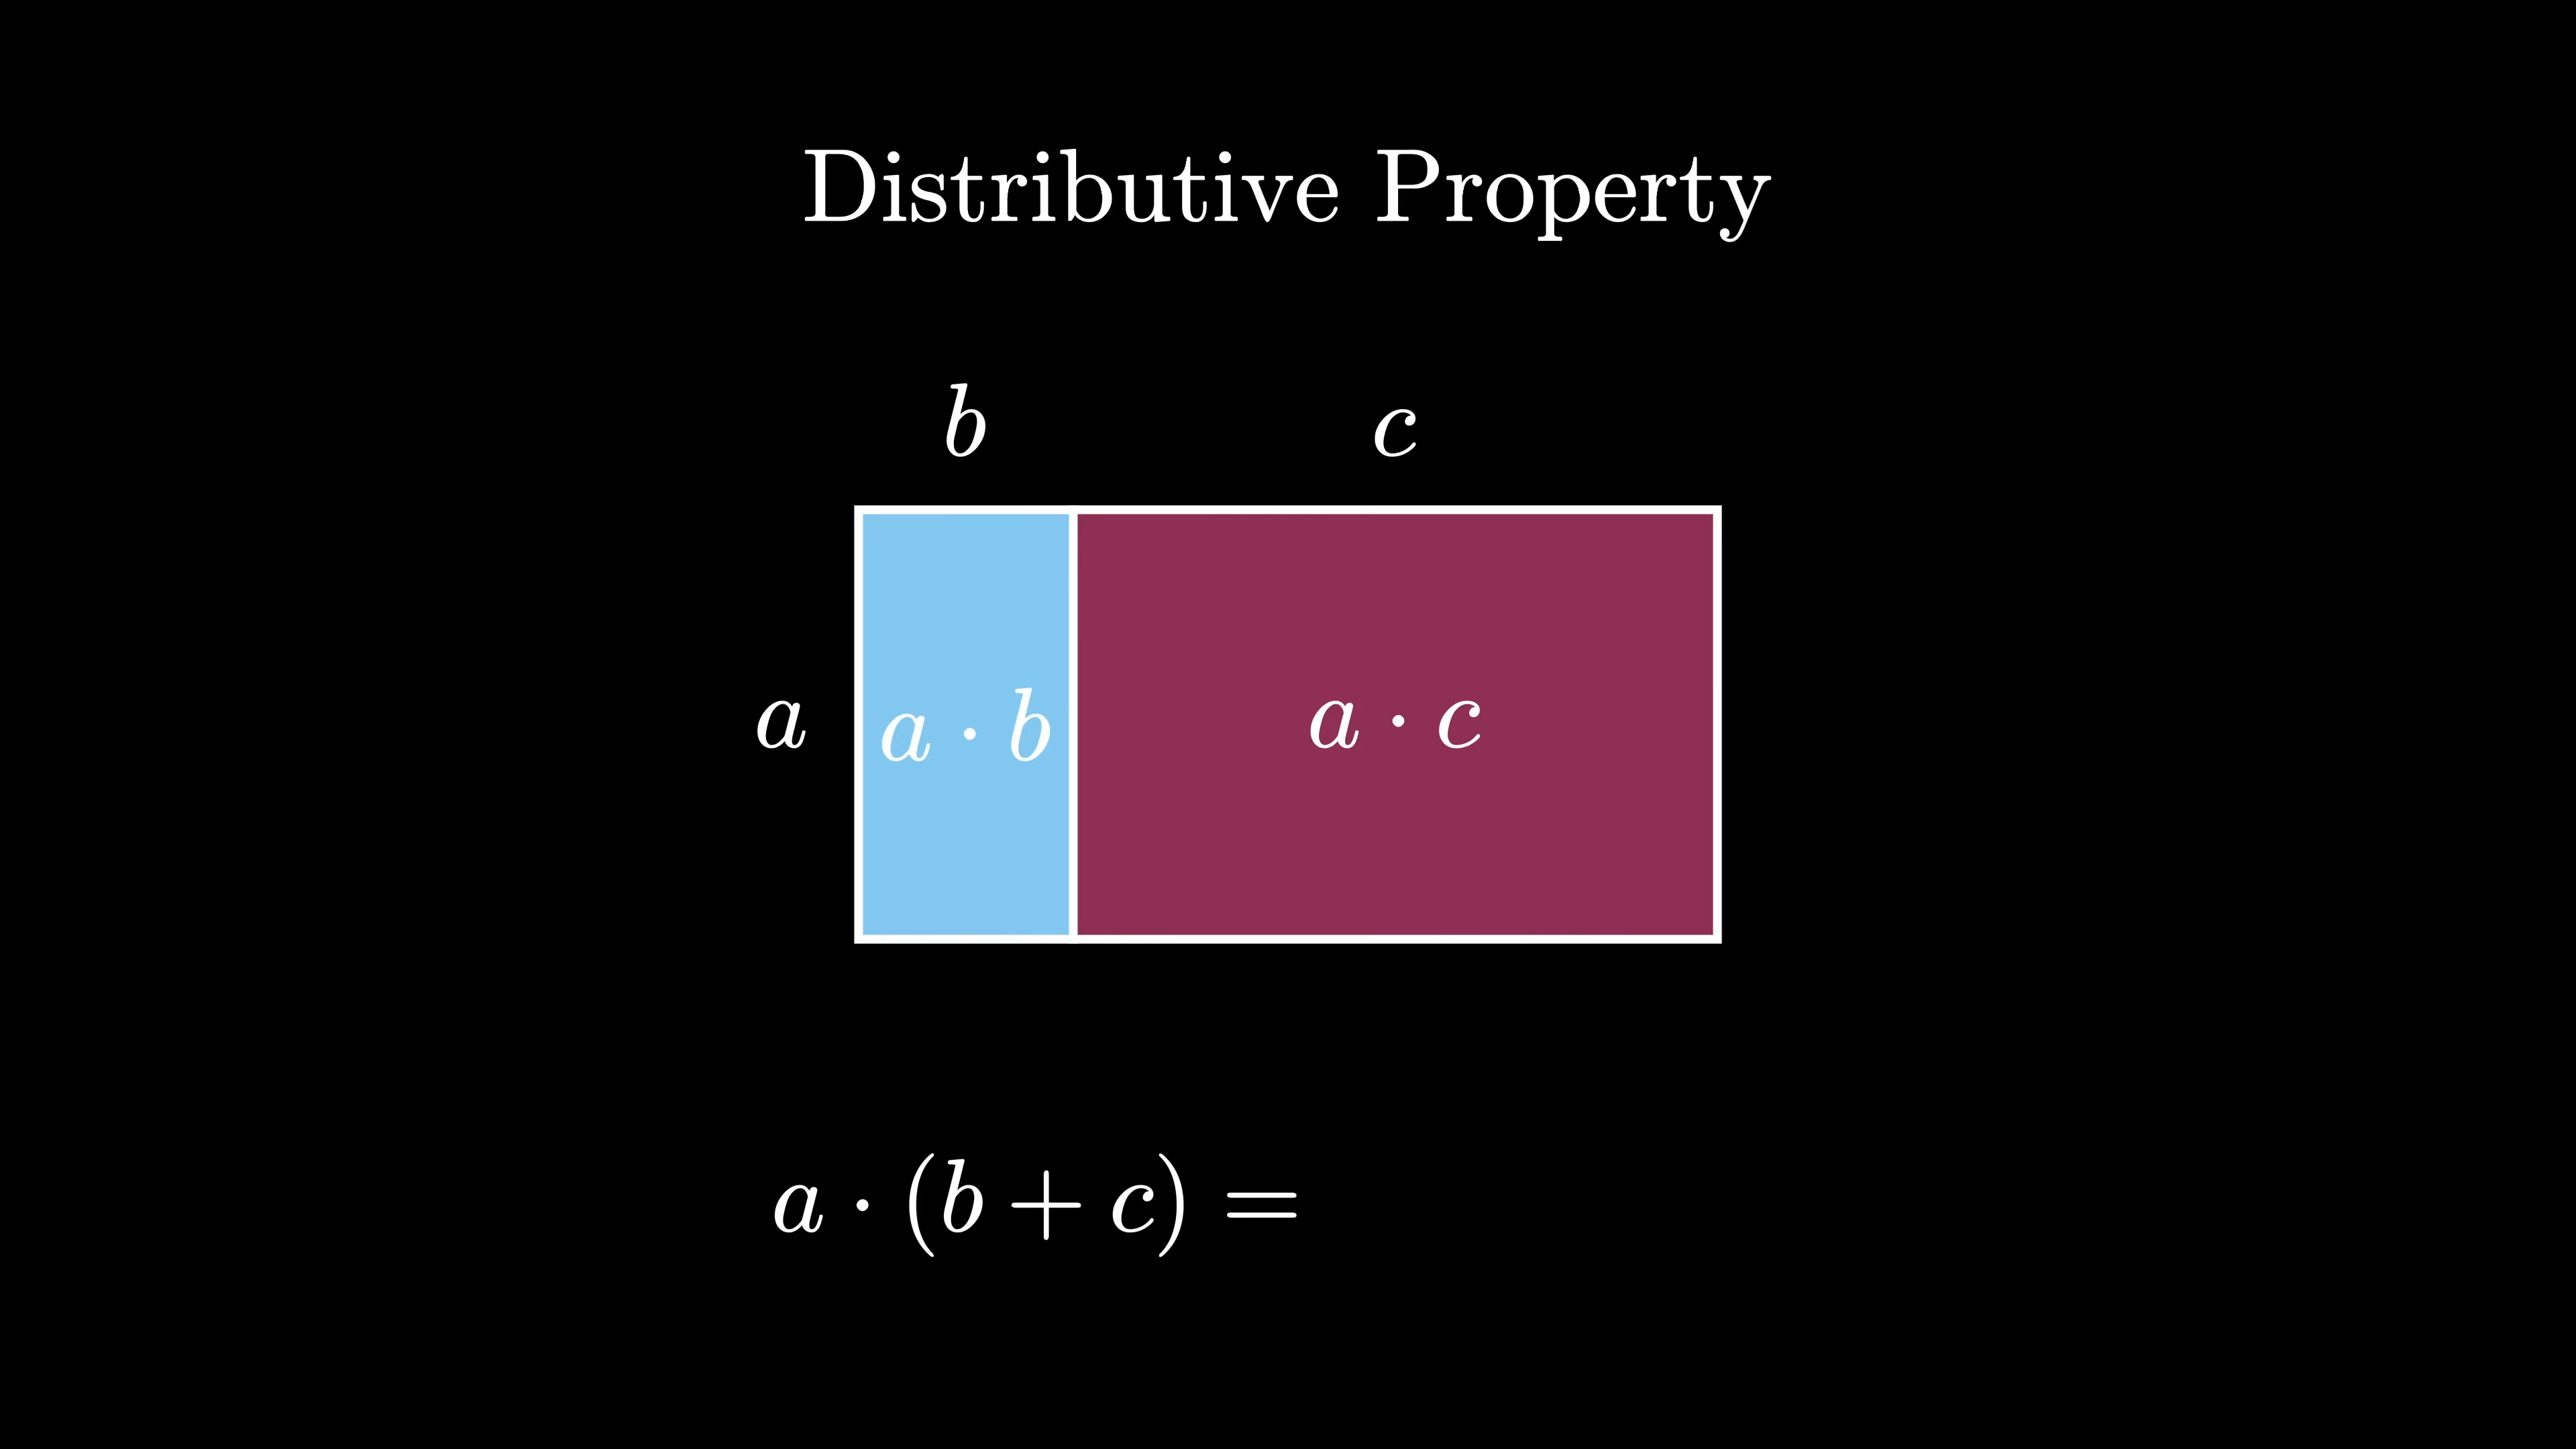 Distributive Property
b c
a a · b a · c
a · (b + c) =